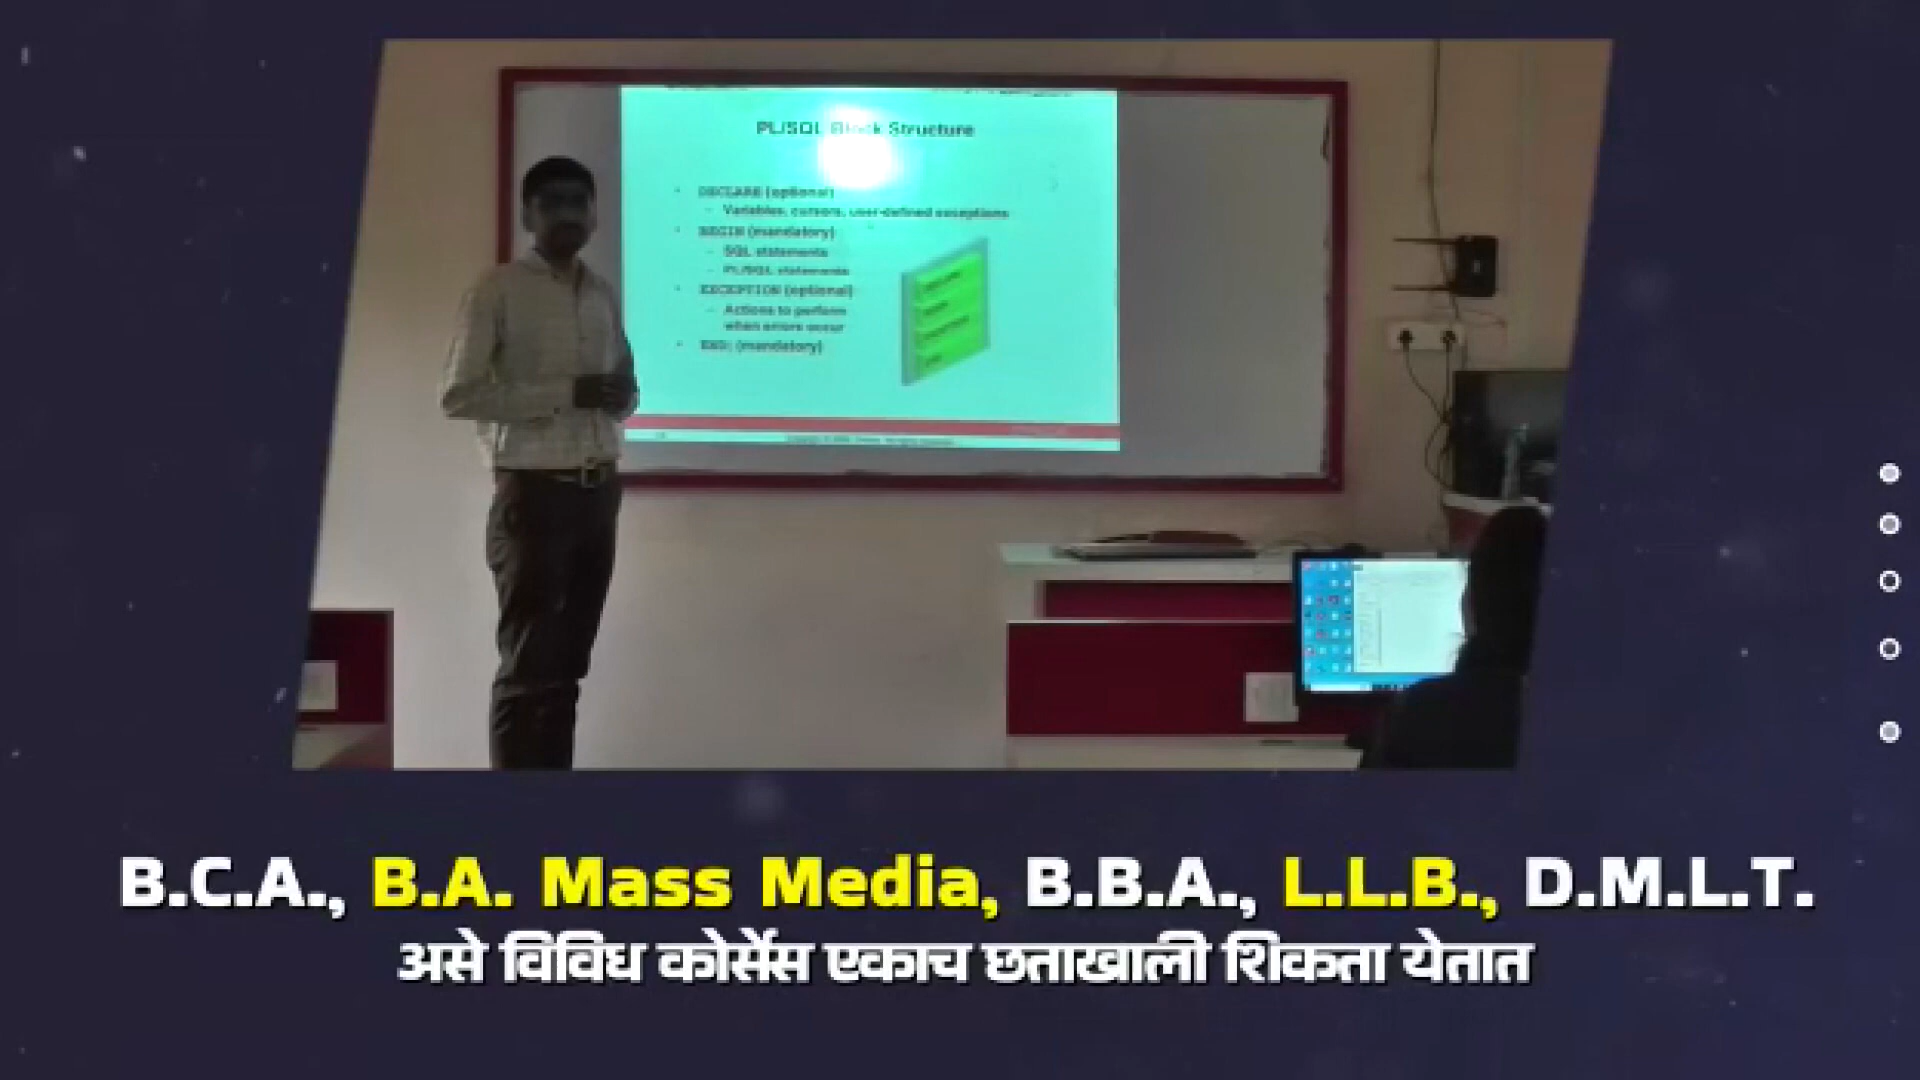 PL/SQL Block Structure
DECLARE (optional)
- Variables, cursors, user-defined exceptions
BEGIN (mandatory)
- SQL statements
- PL/SQL statements
EXCEPTION (optional)
- Actions to perform
when errors occur
END; (mandatory)
B.C.A., B.A. Mass Media, B.B.A., L.L.B., D.M.L.T.
असे विविध कोर्सेस एकाच छताखाली शिकता येतात